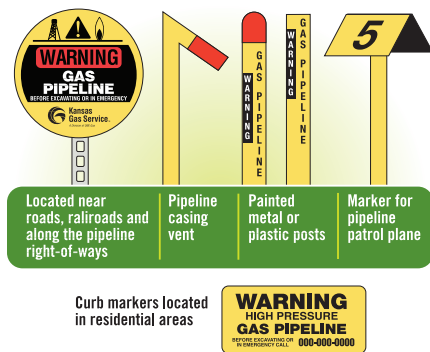 WARNING
GAS
PIPELINE
BEFORE EXCAVATING OR IN EMERGENCY
Kansas
Gas Service®
WARNING
GAS PIPELINE
WARNING
GAS PIPELINE
5
Located near
roads, raliroads and
along the pipeline
right-of-ways
Pipeline
casing
vent
Painted
metal or
plastic posts
Marker for
pipeline
patrol plane
Curb markers located
in residential areas
WARNING
HIGH PRESSURE
GAS PIPELINE
BEFORE EXCAVATING OR
IN EMERGENCY CALL 000-000-0000